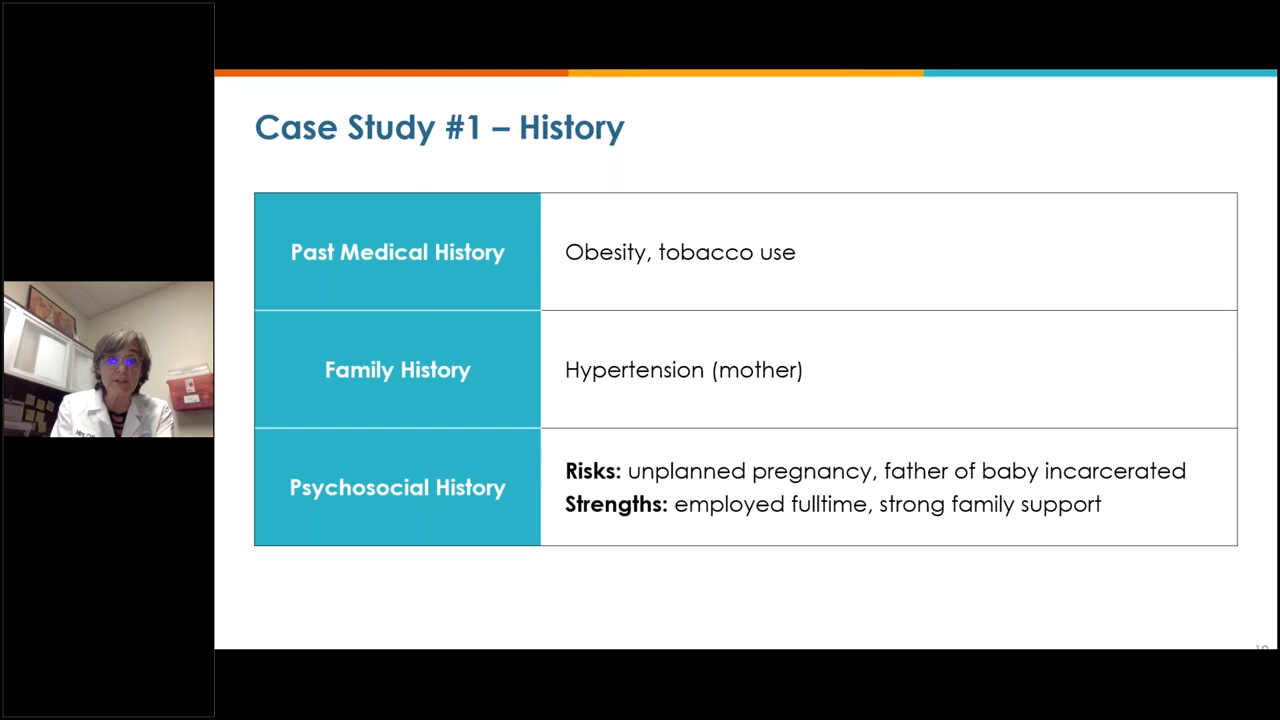 Case Study #1 – History
Past Medical History
Obesity, tobacco use
Family History
Hypertension (mother)
Psychosocial History
Risks: unplanned pregnancy, father of baby incarcerated
Strengths: employed fulltime, strong family support